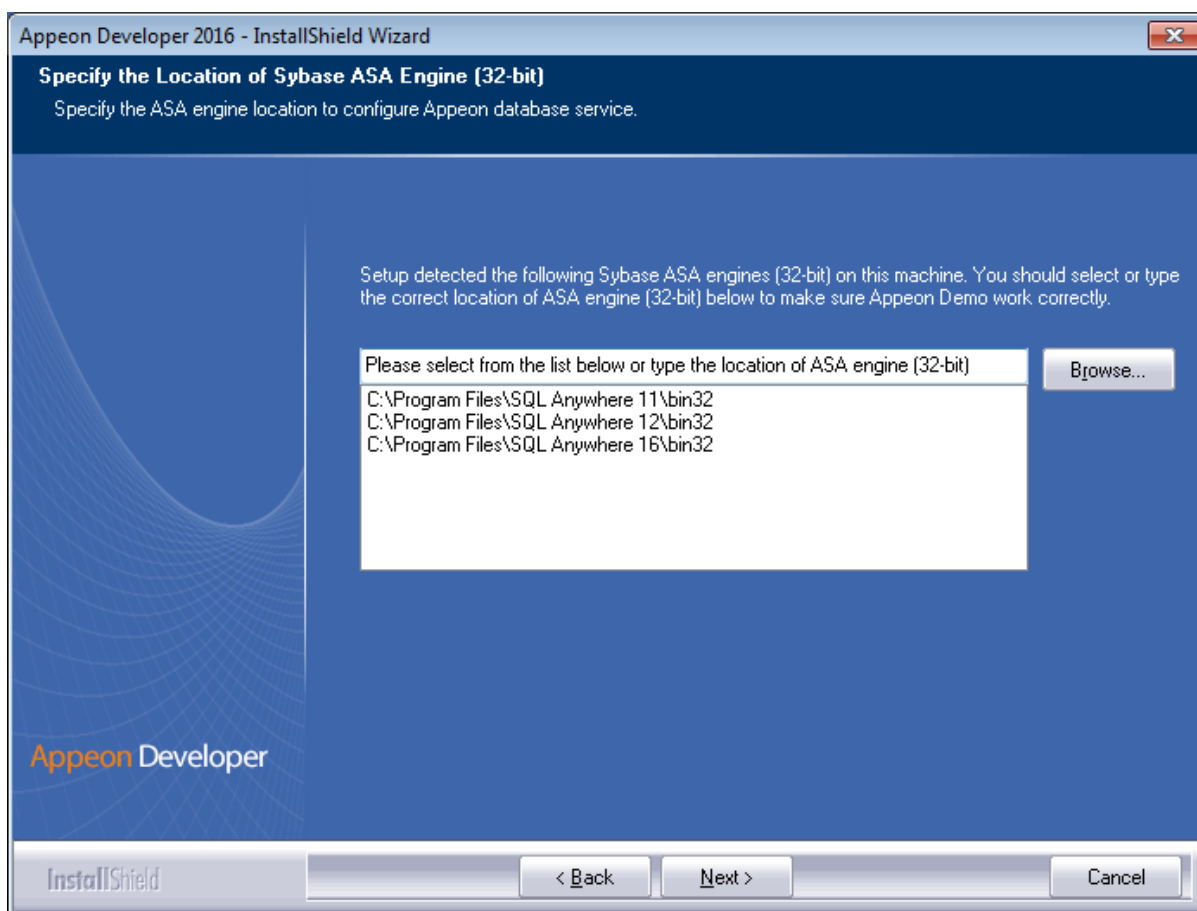 Appeon Developer 2016 - InstallShield Wizard
Specify the Location of Sybase ASA Engine (32-bit)
Specify the ASA engine location to configure Appeon database service.
Setup detected the following Sybase ASA engines (32-bit) on this machine. You should select or type
the correct location of ASA engine (32-bit) below to make sure Appeon Demo work correctly.
Please select from the list below or type the location of ASA engine (32-bit)
Browse...
C:\Program Files\SQL Anywhere 11\bin32
C:\Program Files\SQL Anywhere 12\bin32
C:\Program Files\SQL Anywhere 16\bin32
Appeon Developer
InstallShield
< Back
Next >
Cancel